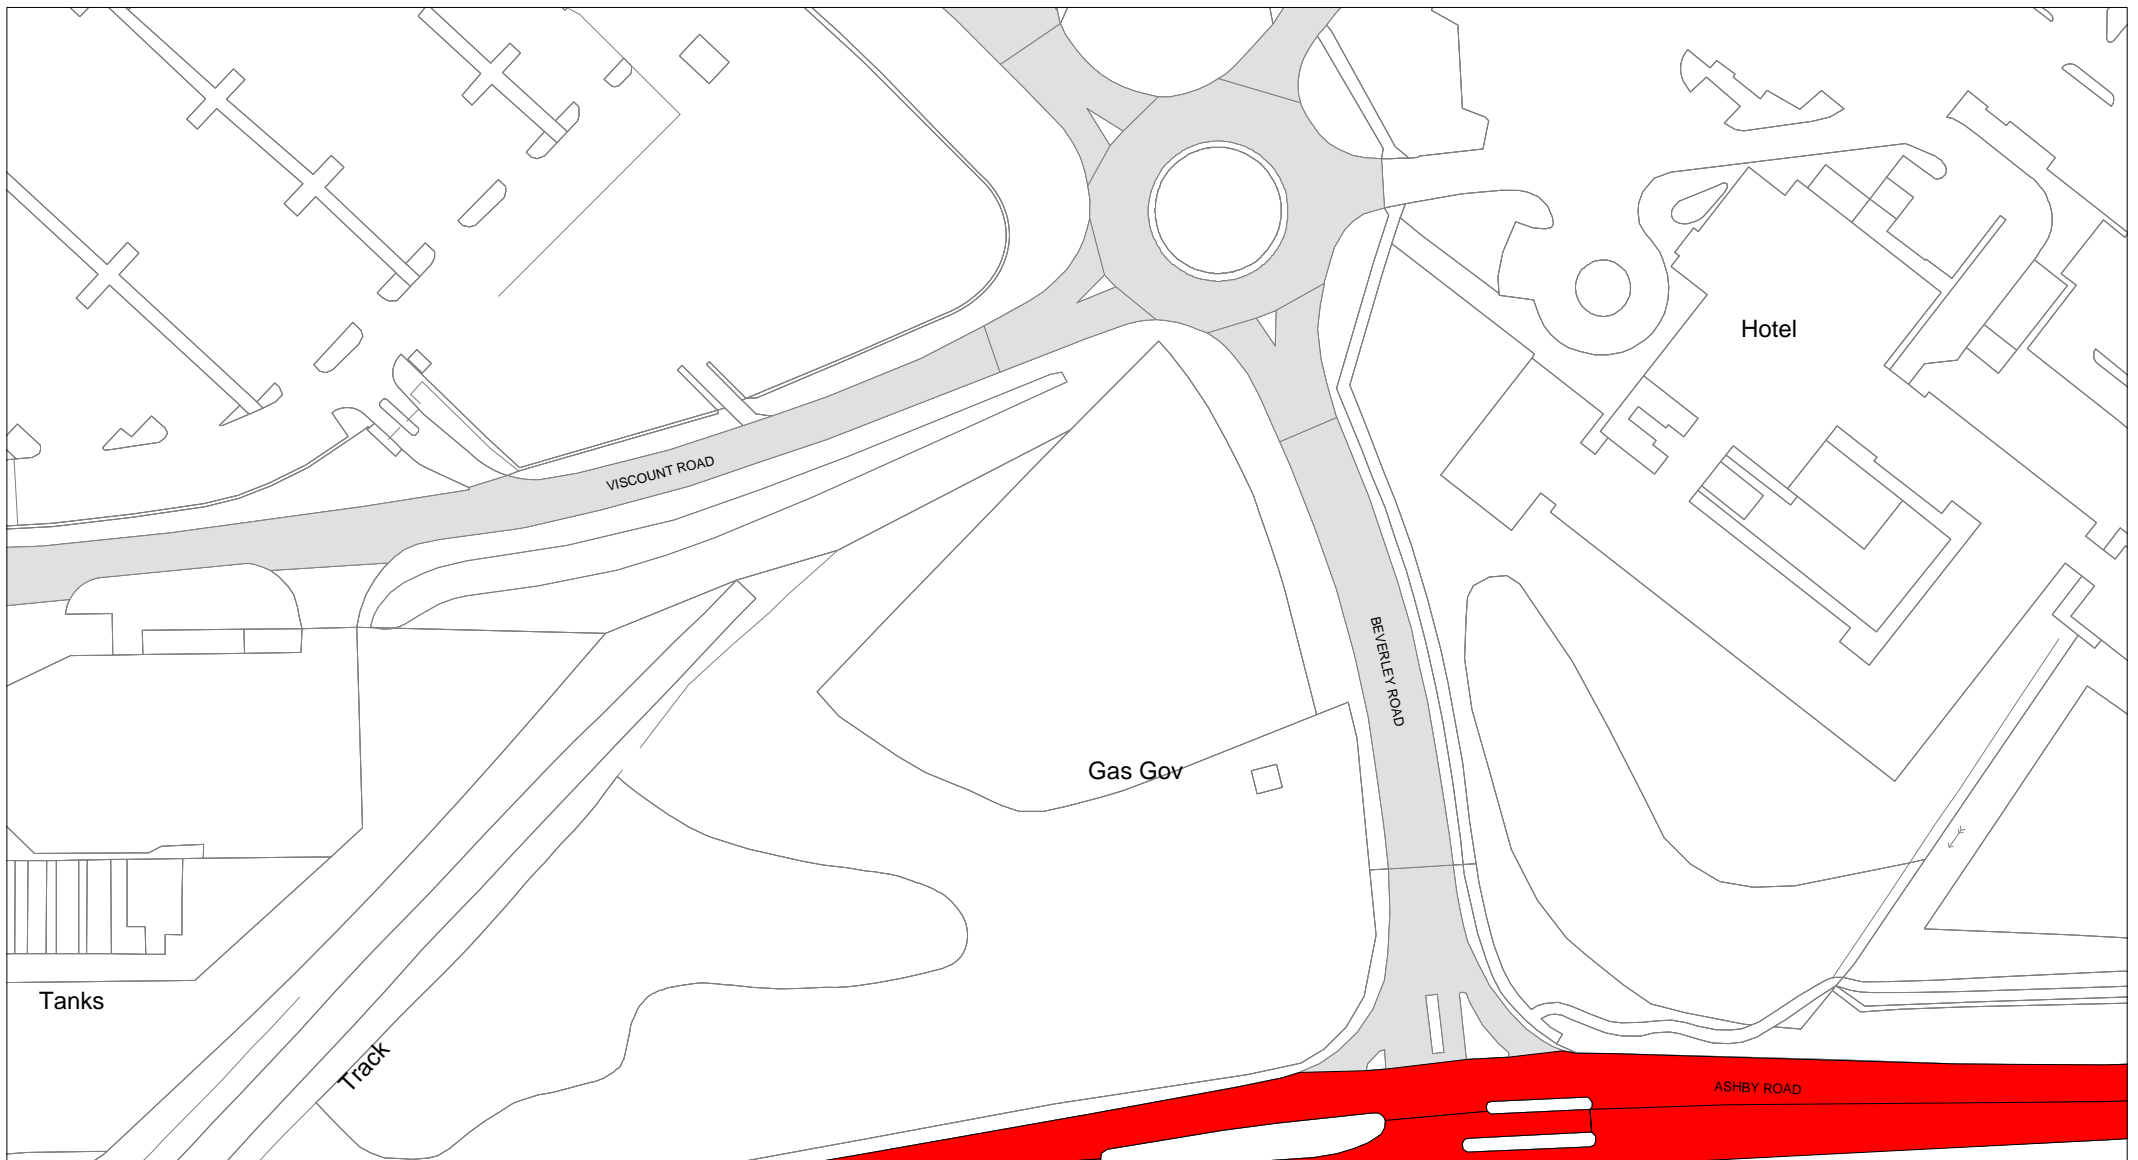 Hotel
VISCOUNT ROAD
BEVERLEY ROAD
Gas Gov
Tanks
Track
ASHBY ROAD